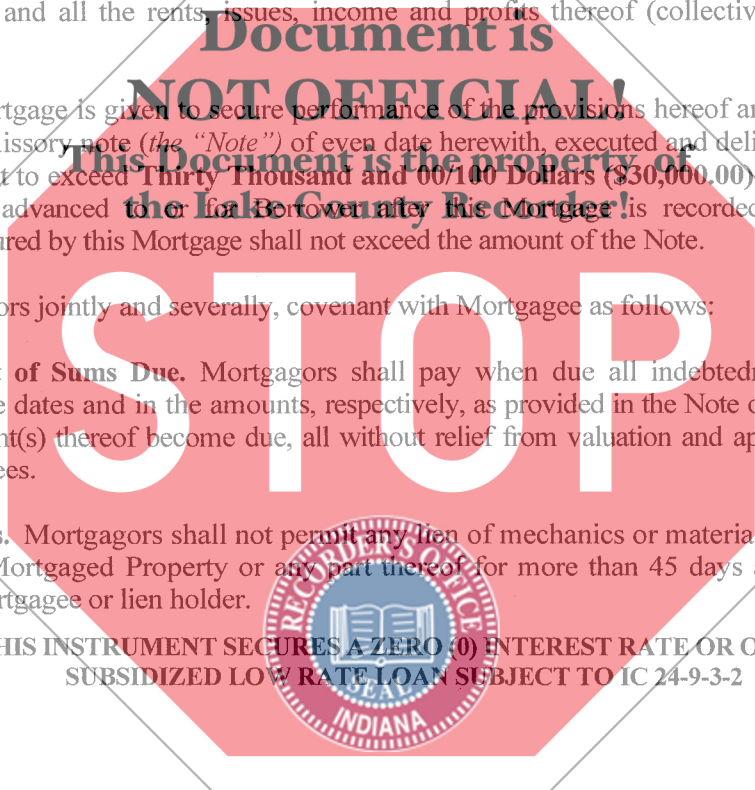 and all the rents, issues, income and profits thereof (collectiv
Document is
NOT OFFICIAL!
rtgage is given to secure performance of the provisions hereof an
issory note (the “Note”) of even date herewith, executed and deli
This Document is the property of
t to exceed Thirty Thousand and 00/100 Dollars ($30,000.00)
the Lake County Recorder!
advanced to or for Borrower after this Mortgage is recorded
ured by this Mortgage shall not exceed the amount of the Note.
ors jointly and severally, covenant with Mortgagee as follows:
STOP
t of Sums Due. Mortgagors shall pay when due all indebtedn
e dates and in the amounts, respectively, as provided in the Note o
nt(s) thereof become due, all without relief from valuation and ap
ees.
s. Mortgagors shall not permit any lien of mechanics or material
Mortgaged Property or any part thereof for more than 45 days a
rtgagee or lien holder.
RECORDER'S OFFICE
HIS INSTRUMENT SECURES A ZERO (0) INTEREST RATE OR O
SUBSIDIZED LOW RATE LOAN SUBJECT TO IC 24-9-3-2
SEAL
INDIANA